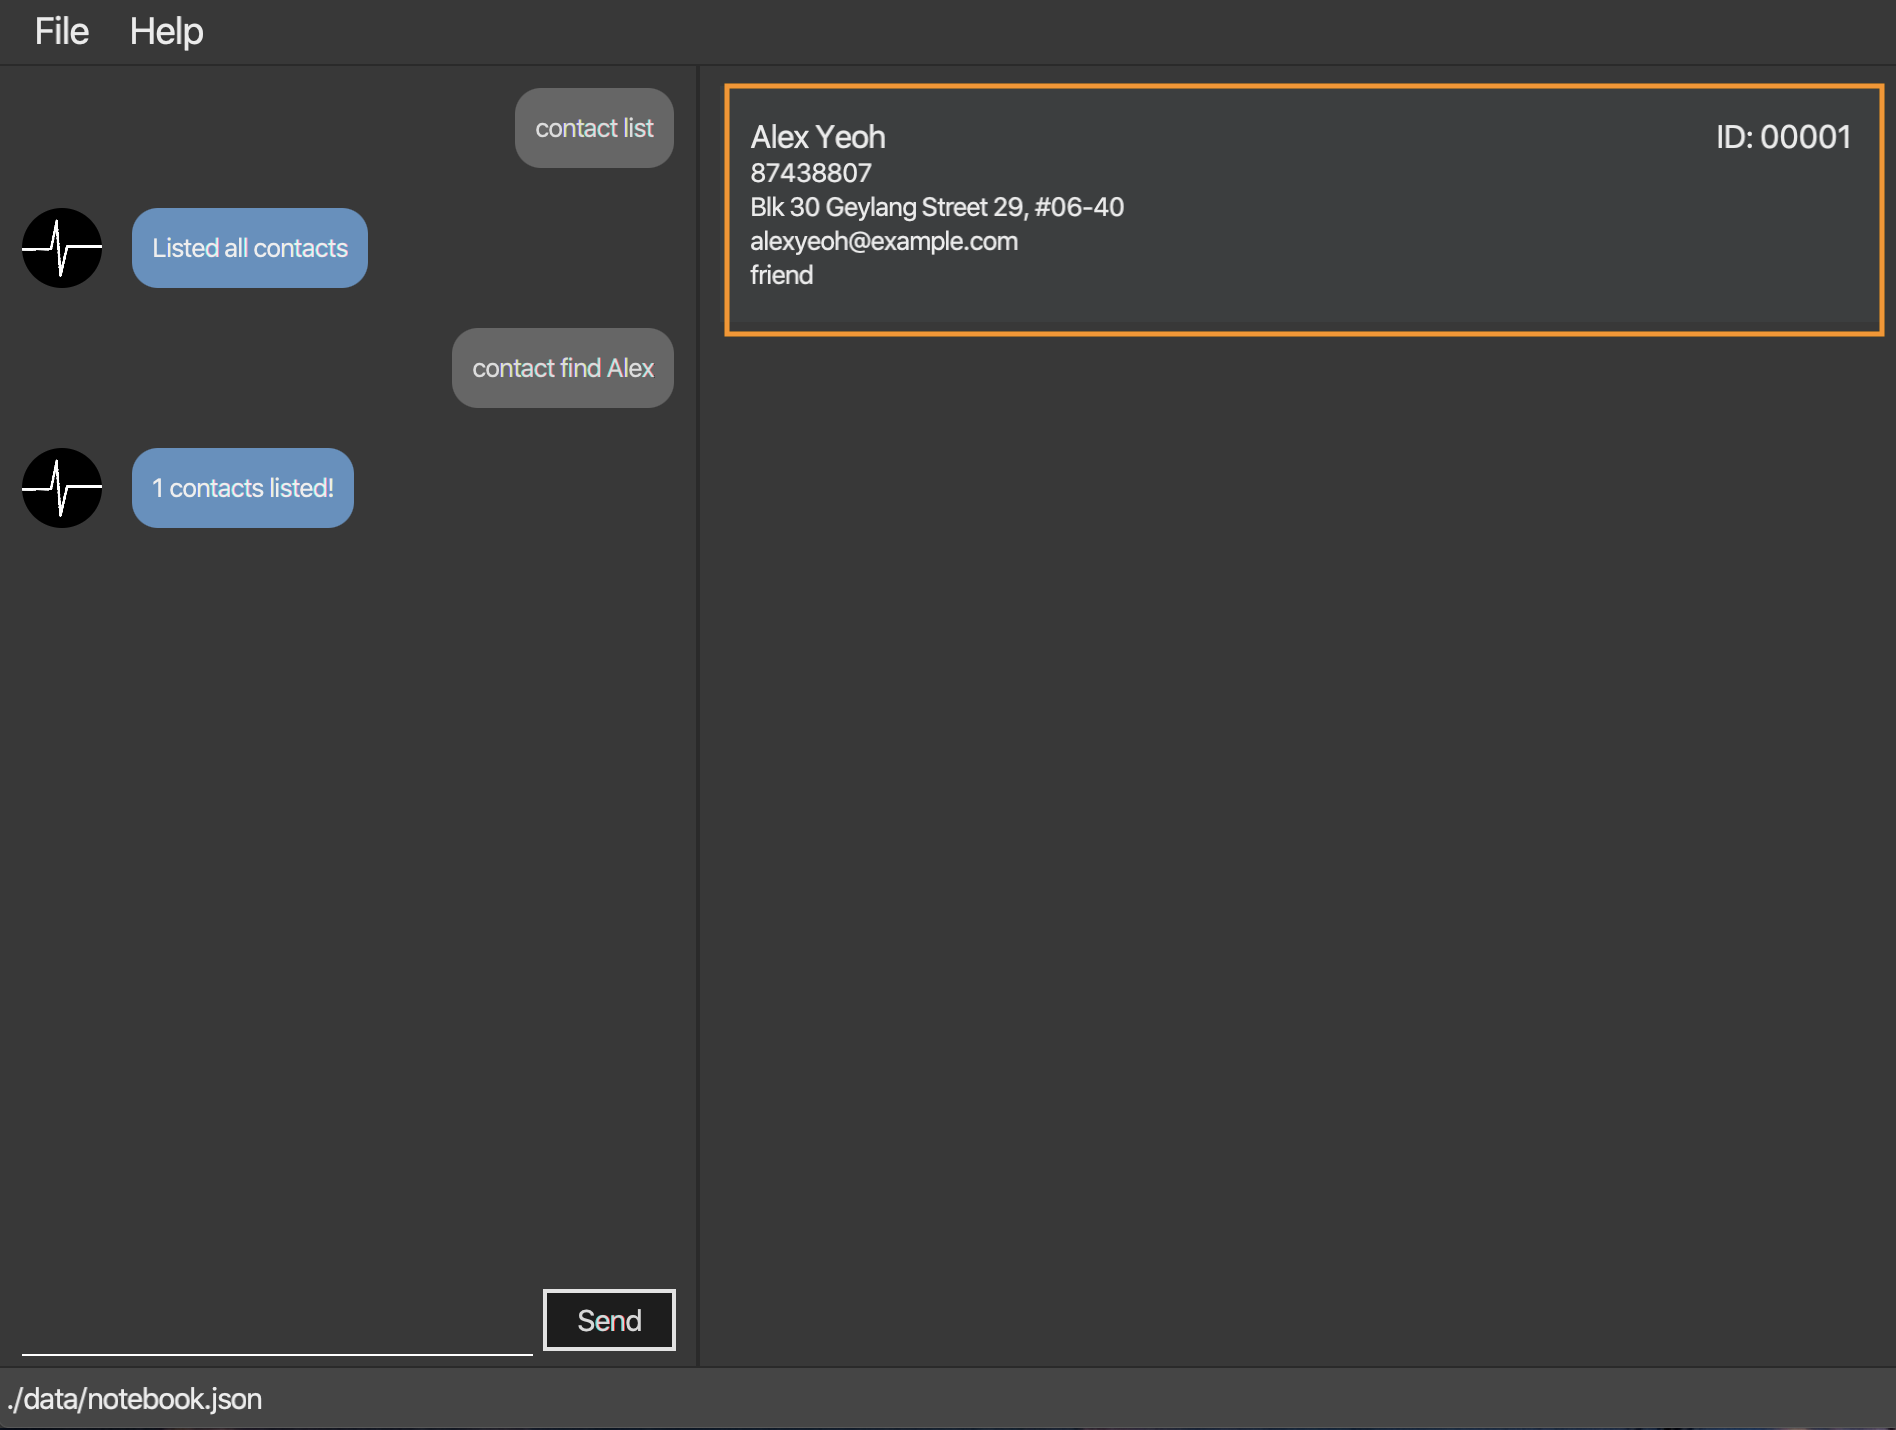 File Help
contact list
Listed all contacts
contact find Alex
1 contacts listed!
Send
Alex Yeoh
ID: 00001
87438807
Blk 30 Geylang Street 29, #06-40
alexyeoh@example.com
friend
./data/notebook.json